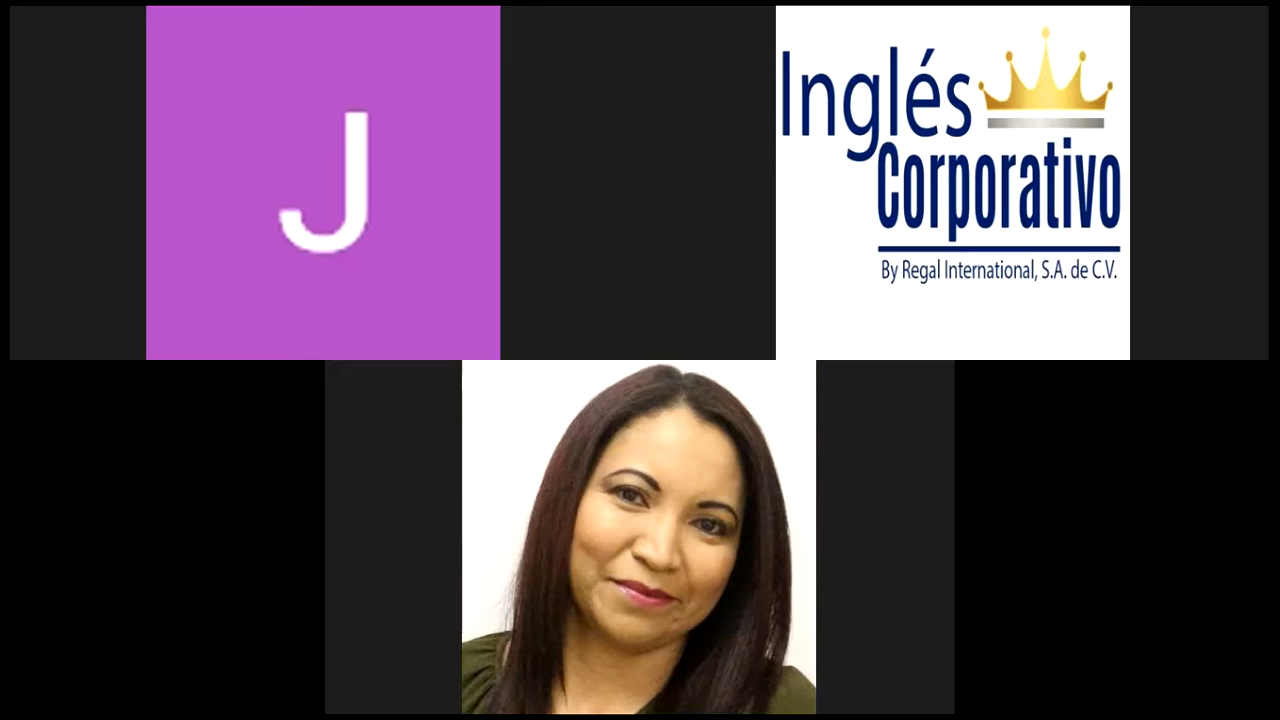 J
Inglés
Corporativo
By Regal International, S.A. de C.V.